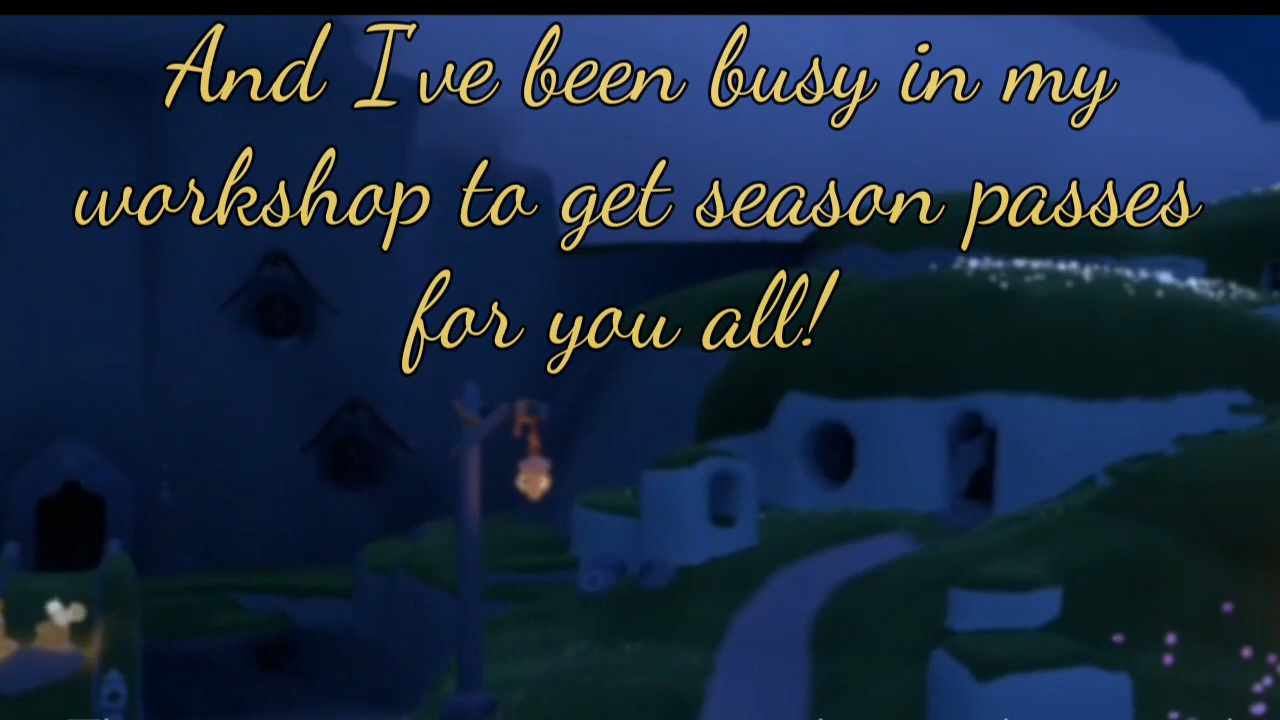 And I've been busy in my
workshop to get season passes
for you all!